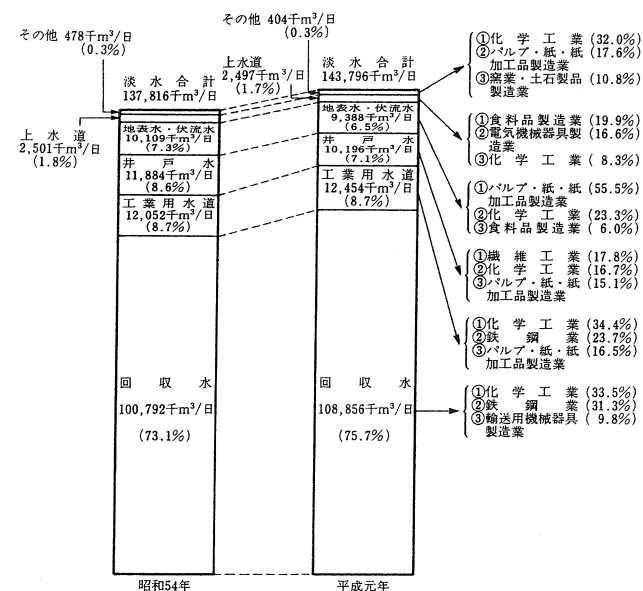 その他 478千m³/日
(0.3%)
淡水合計
137,816千m³/日
上水道
2,501千m³/日
(1.8%)
地表水・伏流水
10,109千m³/日
(7.3%)
井戸水
11,884千m³/日
(8.6%)
工業用水道
12,052千m³/日
(8.7%)
回収水
100,792千m³/日
(73.1%)
昭和54年
その他 404千m³/日
(0.3%)
上水道
2,497千m³/日
(1.7%)
淡水合計
143,796千m³/日
地表水・伏流水
9,388千m³/日
(6.5%)
井戸水
10,196千m³/日
(7.1%)
工業用水道
12,454千m³/日
(8.7%)
回収水
108,856千m³/日
(75.7%)
平成元年
①化学工業 (32.0%)
②パルプ・紙・紙 (17.6%)
加工品製造業
③窯業・土石製品 (10.8%)
製造業
①食料品製造業 (19.9%)
②電気機械器具製 (16.6%)
造業
③化学工業 ( 8.3%)
①パルプ・紙・紙 (55.5%)
加工品製造業
②化学工業 (23.3%)
③食料品製造業 ( 6.0%)
①繊維工業 (17.8%)
②化学工業 (16.7%)
③パルプ・紙・紙 (15.1%)
加工品製造業
①化学工業 (34.4%)
②鉄鋼業 (23.7%)
③パルプ・紙・紙 (16.5%)
加工品製造業
①化学工業 (33.5%)
②鉄鋼業 (31.3%)
③輸送用機械器具 ( 9.8%)
製造業